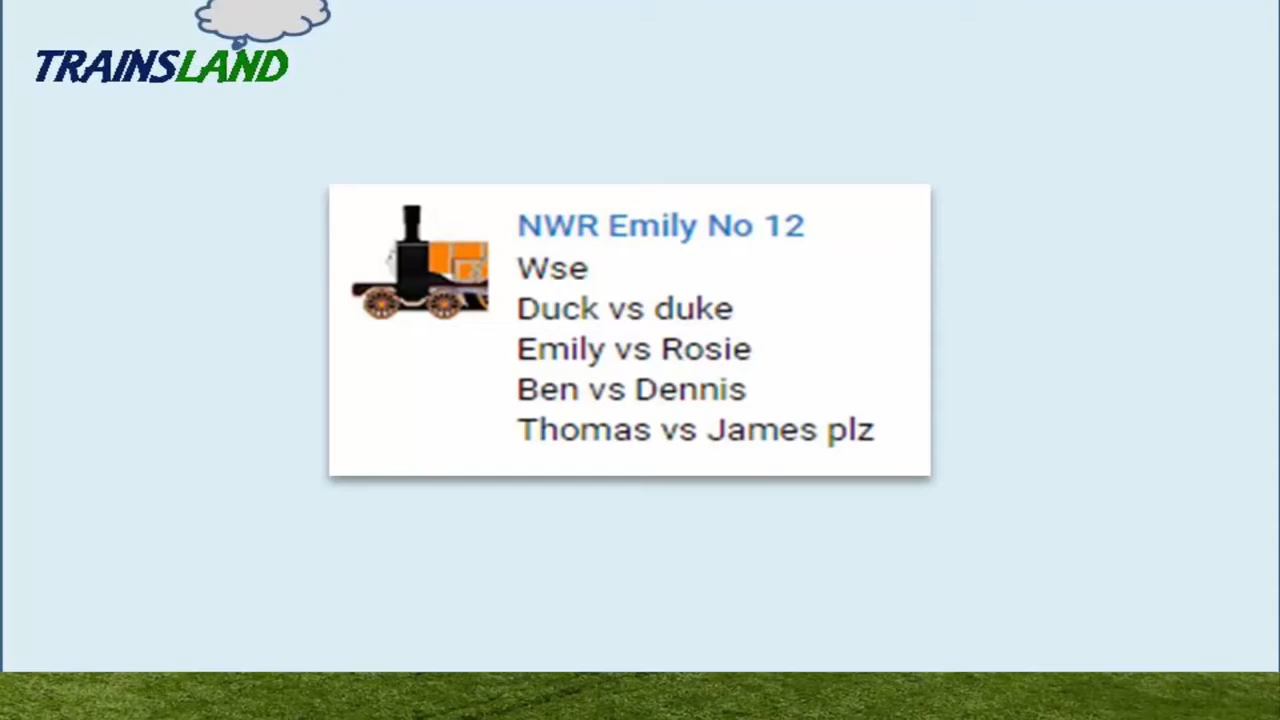 TRAINSLAND
NWR Emily No 12
Wse
Duck vs duke
Emily vs Rosie
Ben vs Dennis
Thomas vs James plz